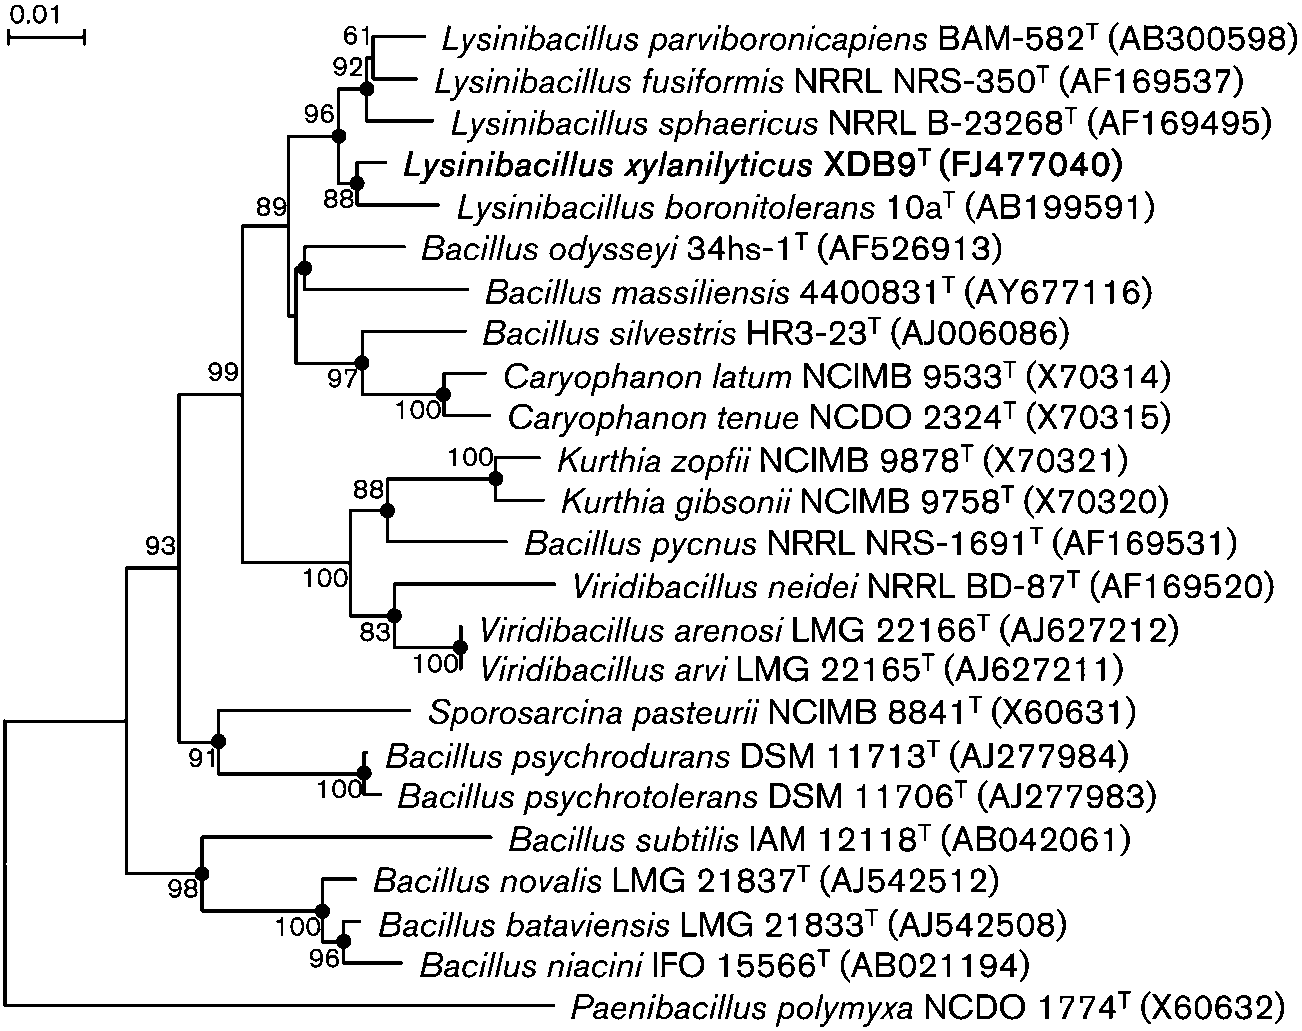 0.01
61
Lysinibacillus parviboronicapiens BAM-582ᵀ (AB300598)
92
Lysinibacillus fusiformis NRRL NRS-350ᵀ (AF169537)
96
Lysinibacillus sphaericus NRRL B-23268ᵀ (AF169495)
Lysinibacillus xylanilyticus XDB9ᵀ (FJ477040)
88
Lysinibacillus boronitolerans 10aᵀ (AB199591)
89
Bacillus odysseyi 34hs-1ᵀ (AF526913)
Bacillus massiliensis 4400831ᵀ (AY677116)
Bacillus silvestris HR3-23ᵀ (AJ006086)
99
97
Caryophanon latum NCIMB 9533ᵀ (X70314)
100
Caryophanon tenue NCDO 2324ᵀ (X70315)
100
Kurthia zopfii NCIMB 9878ᵀ (X70321)
88
Kurthia gibsonii NCIMB 9758ᵀ (X70320)
93
Bacillus pycnus NRRL NRS-1691ᵀ (AF169531)
100
Viridibacillus neidei NRRL BD-87ᵀ (AF169520)
83
Viridibacillus arenosi LMG 22166ᵀ (AJ627212)
100
Viridibacillus arvi LMG 22165ᵀ (AJ627211)
Sporosarcina pasteurii NCIMB 8841ᵀ (X60631)
91
Bacillus psychrodurans DSM 11713ᵀ (AJ277984)
100
Bacillus psychrotolerans DSM 11706ᵀ (AJ277983)
Bacillus subtilis IAM 12118ᵀ (AB042061)
98
Bacillus novalis LMG 21837ᵀ (AJ542512)
100
Bacillus bataviensis LMG 21833ᵀ (AJ542508)
96
Bacillus niacini IFO 15566ᵀ (AB021194)
Paenibacillus polymyxa NCDO 1774ᵀ (X60632)